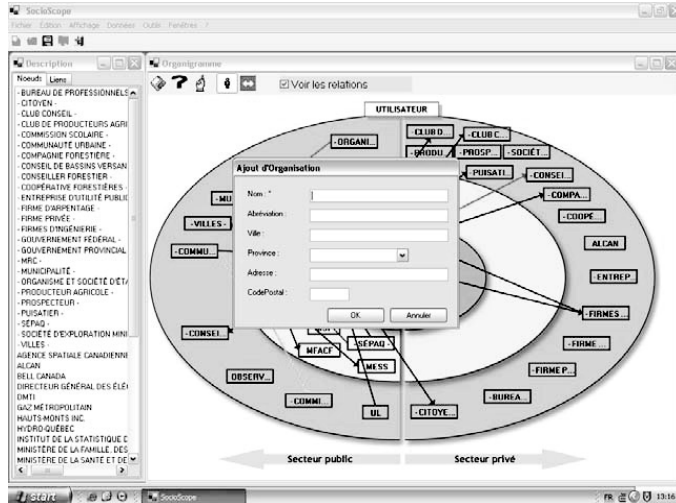 SocioScope
Fichier Edition Affichage Données Outils Fenêtres ?
Description
Organigramme
Noeuds Liens
Voir les relations
- BUREAU DE PROFESSIONNELS
- CITOYEN -
- CLUB CONSEIL -
- CLUB DE PRODUCTEURS AGRI
- COMMISSION SCOLAIRE -
- COMMUNAUTÉ URBAINE -
- COMPAGNIE FORESTIÈRE -
- CONSEIL DE BASSINS VERSAN
- CONSEILLER FORESTIER -
- COOPÉRATIVE FORESTIÈRES -
- ENTREPRISE D'UTILITÉ PUBLIC
- FIRME D'ARPENTAGE -
- FIRME PRIVÉE -
- FIRMES D'INGÉNIERIE -
- GOUVERNEMENT FÉDÉRAL -
- GOUVERNEMENT PROVINCIAL
- MRC -
- MUNICIPALITÉ -
- ORGANISME ET SOCIÉTÉ D'ÉTA
- PRODUCTEUR AGRICOLE -
- PROSPECTEUR -
- PUISATIER -
- SÉPAQ -
- SOCIÉTÉ D'EXPLORATION MINI
- VILLES -
AGENCE SPATIALE CANADIENNE
ALCAN
BELL CANADA
DIRECTEUR GÉNÉRAL DES ÉLE
DMTI
GAZ MÉTROPOLITAIN
HAUTS-MONTS INC.
HYDRO-QUÉBEC
INSTITUT DE LA STATISTIQUE D
MINISTÈRE DE LA FAMILLE, DES
MINISTÈRE DE LA SANTÉ ET DE
UTILISATEUR
- ORGANI...
CLUB D...
- CLUB C...
- PRODU...
- PROSP...
- SOCIÉT...
- PUISATI...
- CONSEI...
- COMPA...
- MU
- VILLES -
- COOPÉ...
- COMMU...
ALCAN
- ENTREP
- FIRMES ...
- CONSEI...
- FIRME ...
MFACF
- SÉPAQ -
MESS
- FIRME P...
OBSERV...
- COMMI...
UL
- CITOYE...
- BUREA...
Secteur public
Secteur privé
Ajout d'Organisation
Nom : *
Abréviation :
Ville :
Province :
Adresse :
CodePostal :
OK Annuler
start
SocioScope
FR
13:16